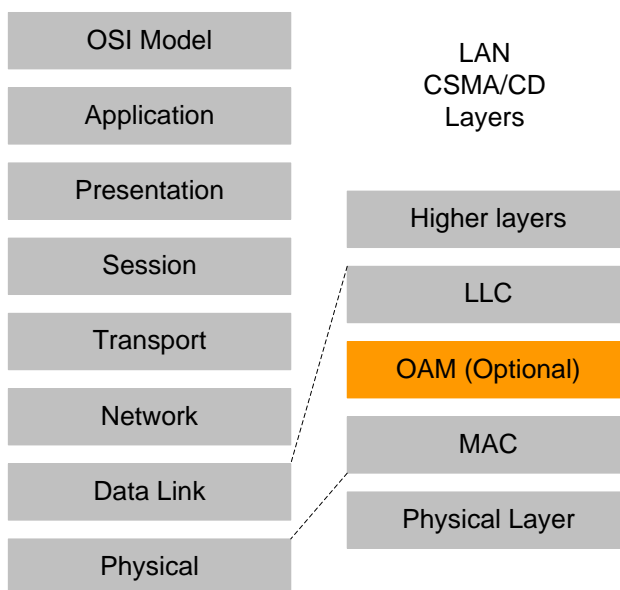 OSI Model
Application
Presentation
Session
Transport
Network
Data Link
Physical
LAN
CSMA/CD
Layers
Higher layers
LLC
OAM (Optional)
MAC
Physical Layer